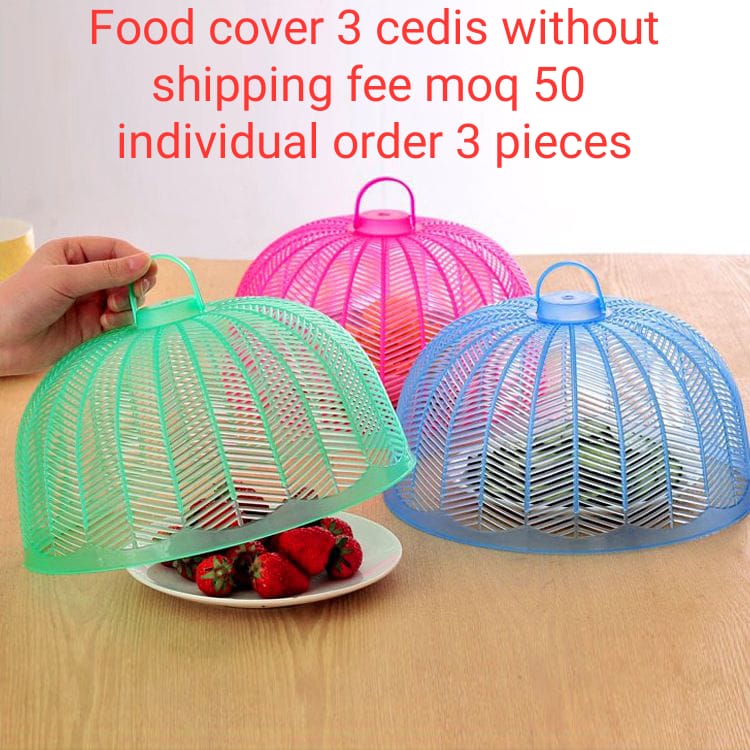 Food cover 3 cedis without
shipping fee moq 50
individual order 3 pieces